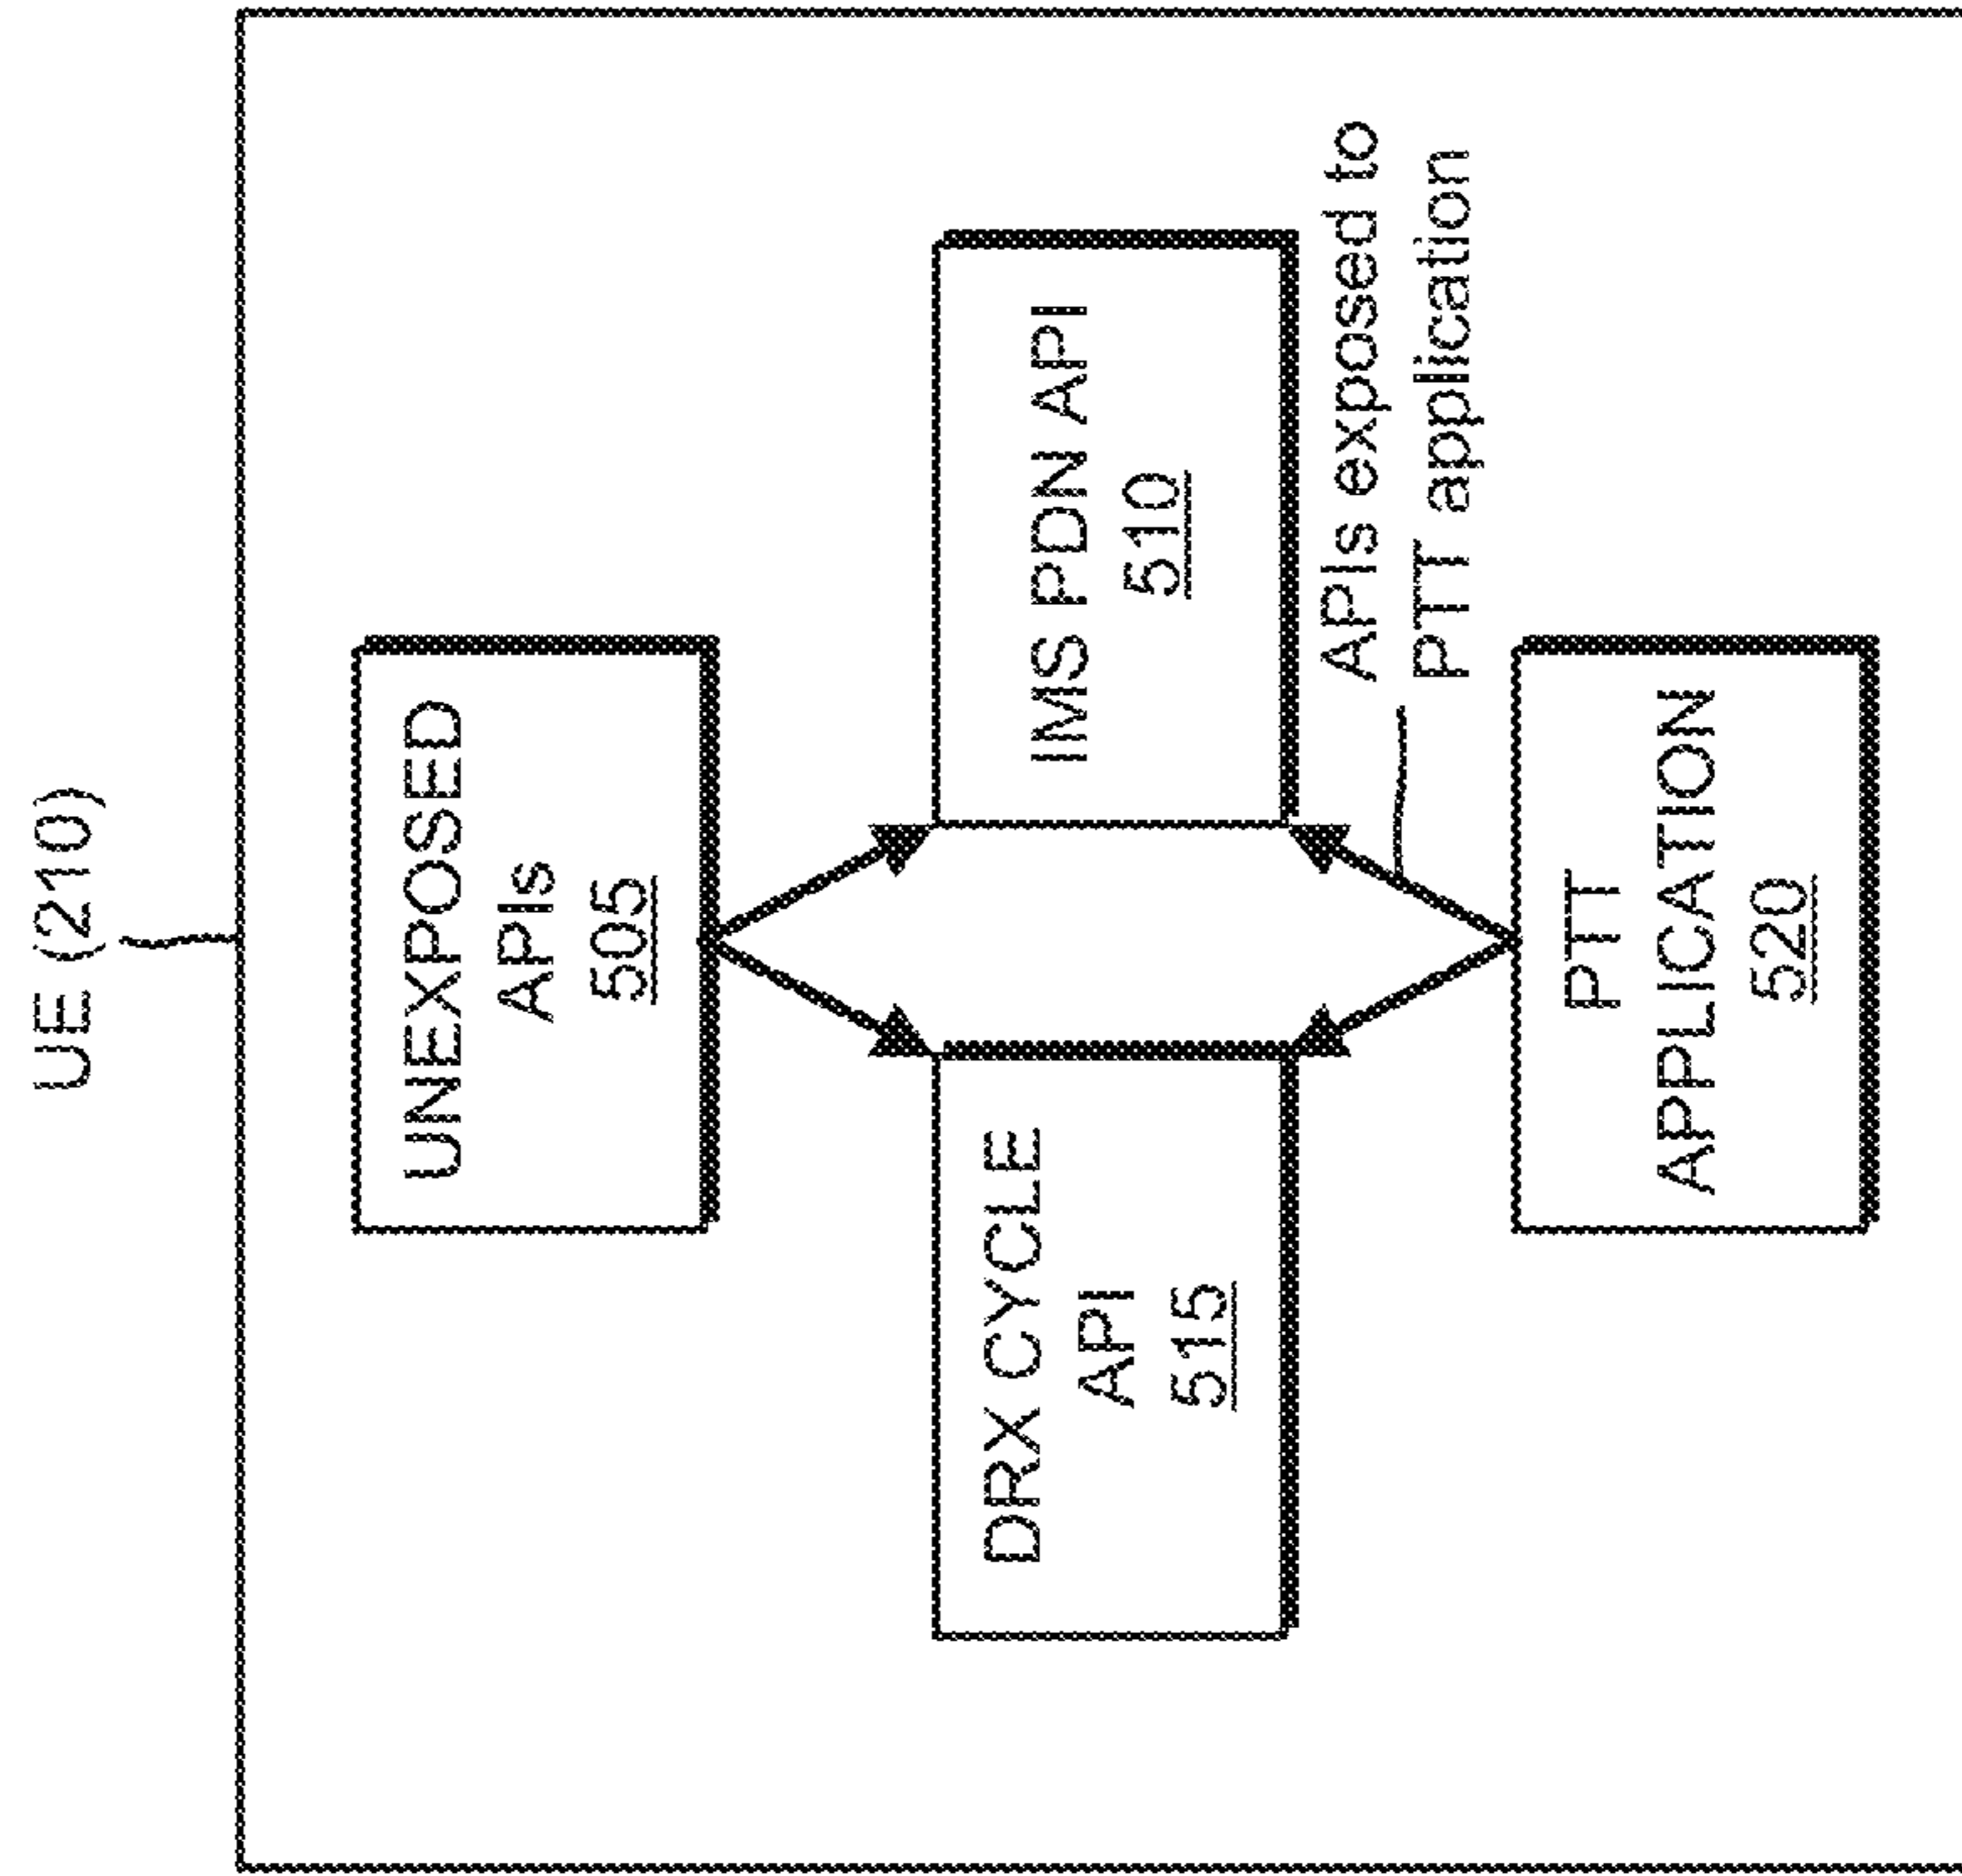 UE (210)
UNEXPOSED
APIs
505
DRX CYCLE
API
515
IMS PDN API
510
APIs exposed to
PTT application
PTT
APPLICATION
520